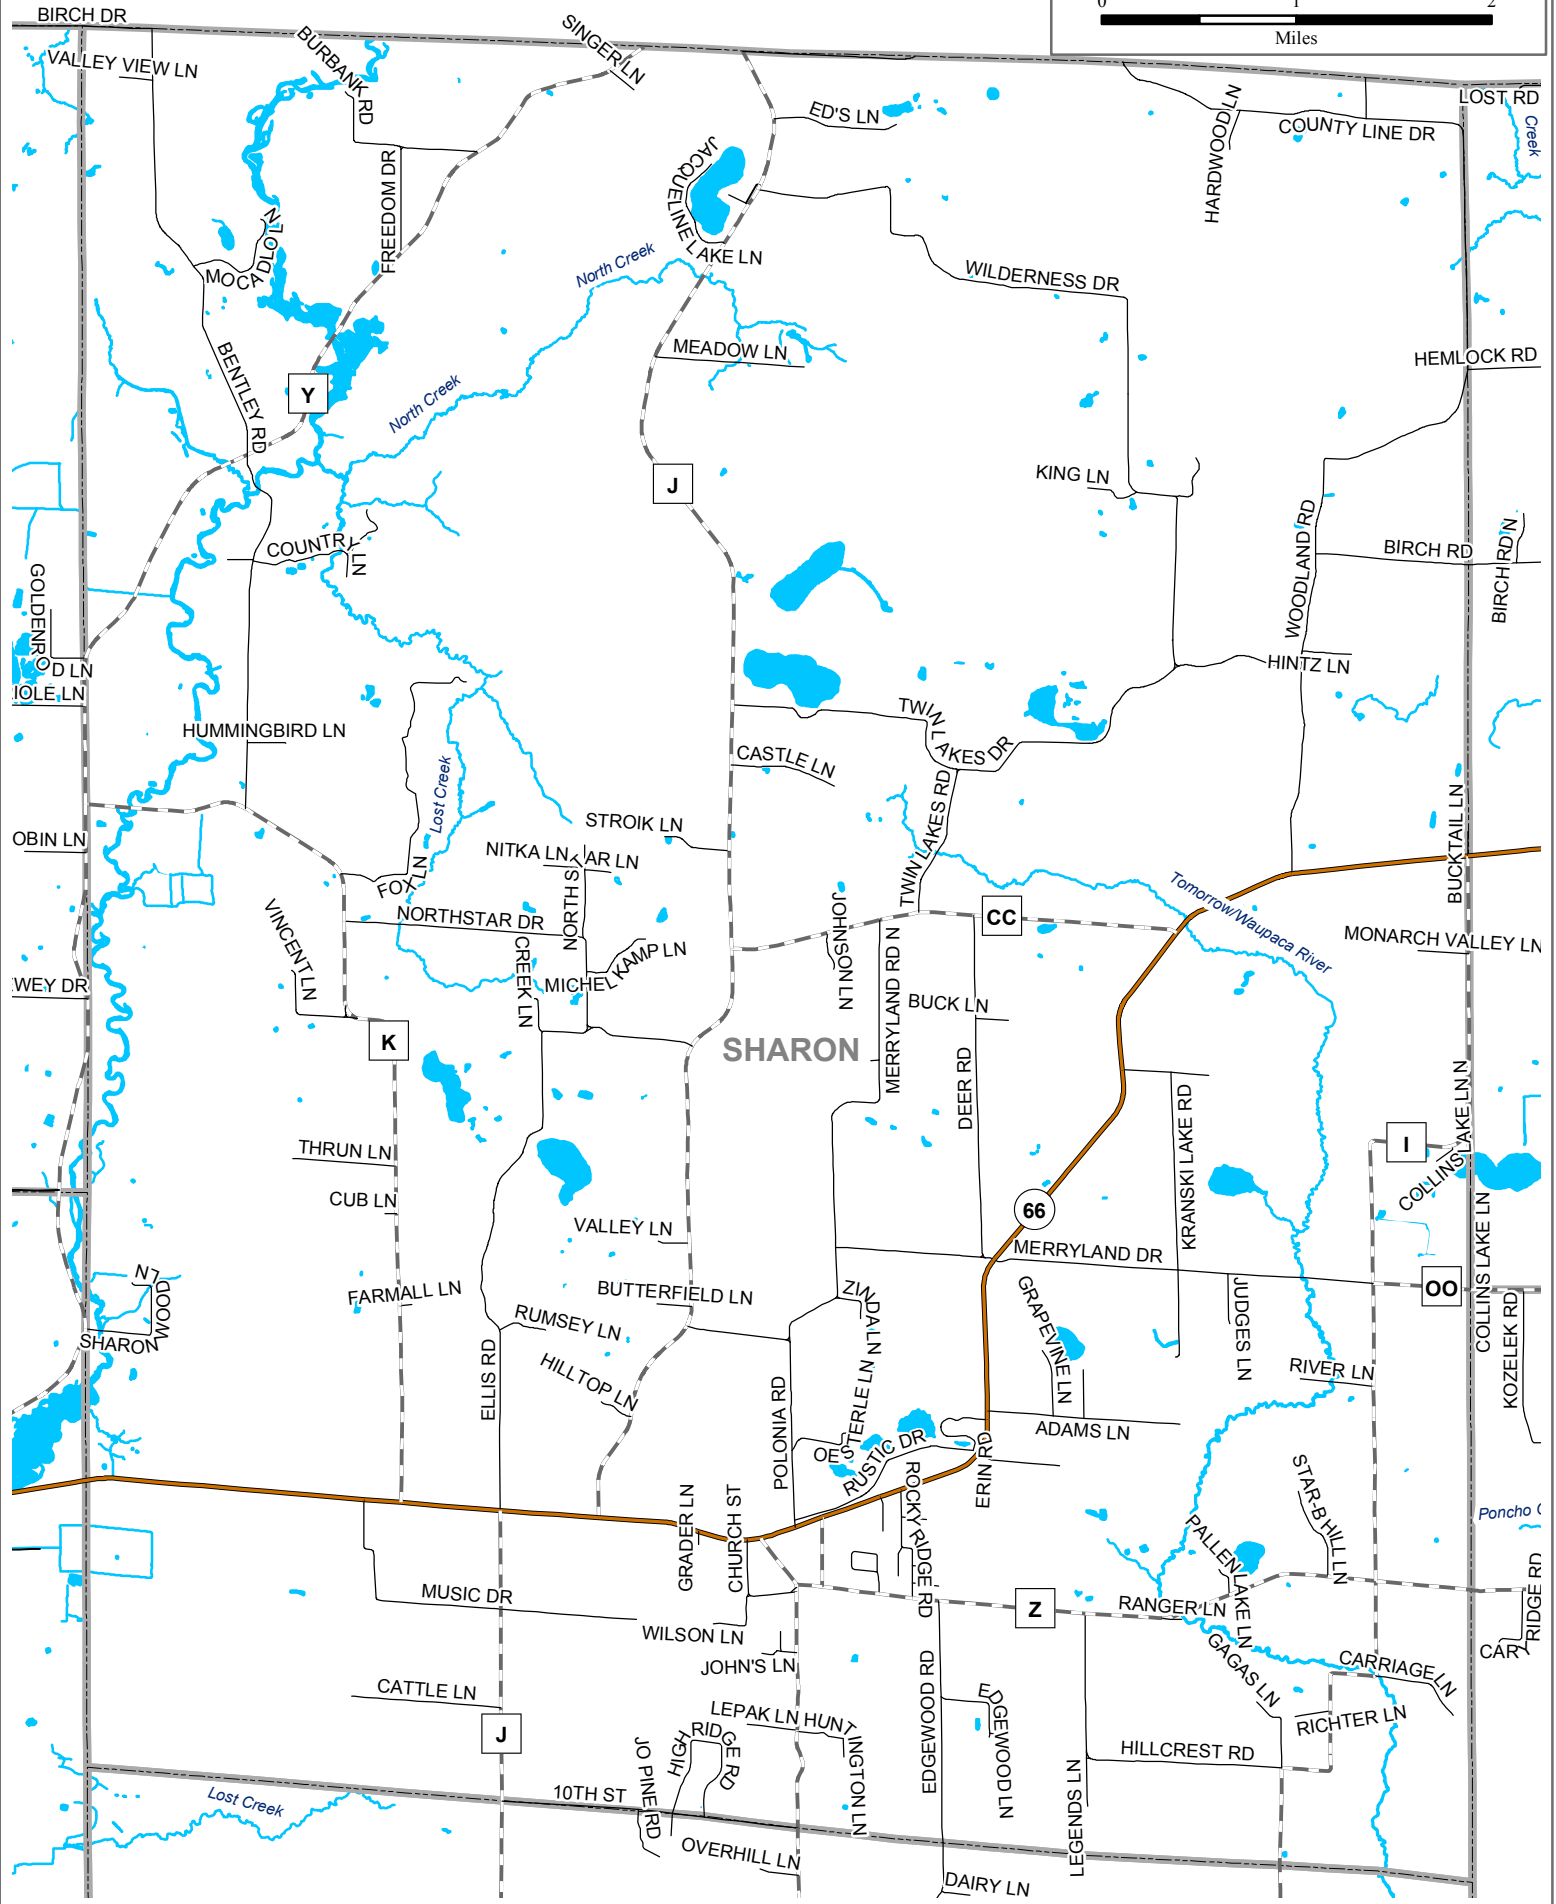 0 1 2
Miles
BIRCH DR
VALLEY VIEW LN
BURBANK RD
SINGER LN
ED'S LN
HARDWOOD LN
COUNTY LINE DR
LOST RD
Creek
FREEDOM DR
JACQUELINE LAKE LN
MOCADLO LN
North Creek
WILDERNESS DR
BENTLEY RD
MEADOW LN
HEMLOCK RD
Y
North Creek
J
KING LN
WOODLAND RD
COUNTRY LN
BIRCH RD
BIRCH RD N
GOLDENROD LN
IOLE LN
HINTZ LN
HUMMINGBIRD LN
TWIN LAKES DR
CASTLE LN
Lost Creek
TWIN LAKES RD
BUCKTAIL LN
STROIK LN
OBIN LN
NITKA LN
NORTH STAR LN
FOX LN
Tomorrow/Waupaca River
VINCENT LN
NORTHSTAR DR
JOHNSON LN
CC
MONARCH VALLEY LN
CREEK LN
MICHELKAMP LN
MERRYLAND RD N
WEY DR
BUCK LN
K
SHARON
DEER RD
KRANSKI LAKE RD
COLLINS LAKE LN N
I
THRUN LN
CUB LN
66
VALLEY LN
MERRYLAND DR
COLLINS LAKE LN
SHARON WOOD LN
FARMALL LN
BUTTERFIELD LN
ZINDA LN
GRAPEVINE LN
JUDGES LN
OO
RUMSEY LN
KOZELEK RD
ELLIS RD
HILLTOP LN
RIVER LN
POLONIA RD
OESTERLE LN
RUSTIC DR
ADAMS LN
ERIN RD
ROCKY RIDGE RD
STAR-B HILL LN
GRADER LN
CHURCH ST
PALLEN LAKE LN
Poncho C
MUSIC DR
Z
RANGER LN
RIDGE RD
WILSON LN
JOHN'S LN
GAGAS LN
CARRIAGE LN
CAR
CATTLE LN
EDGEWOOD RD
EDGEWOOD LN
LEPAK LN
HUNTINGTON LN
RICHTER LN
J
HIGH RIDGE RD
JO PINE RD
HILLCREST RD
LEGENDS LN
10TH ST
Lost Creek
OVERHILL LN
DAIRY LN